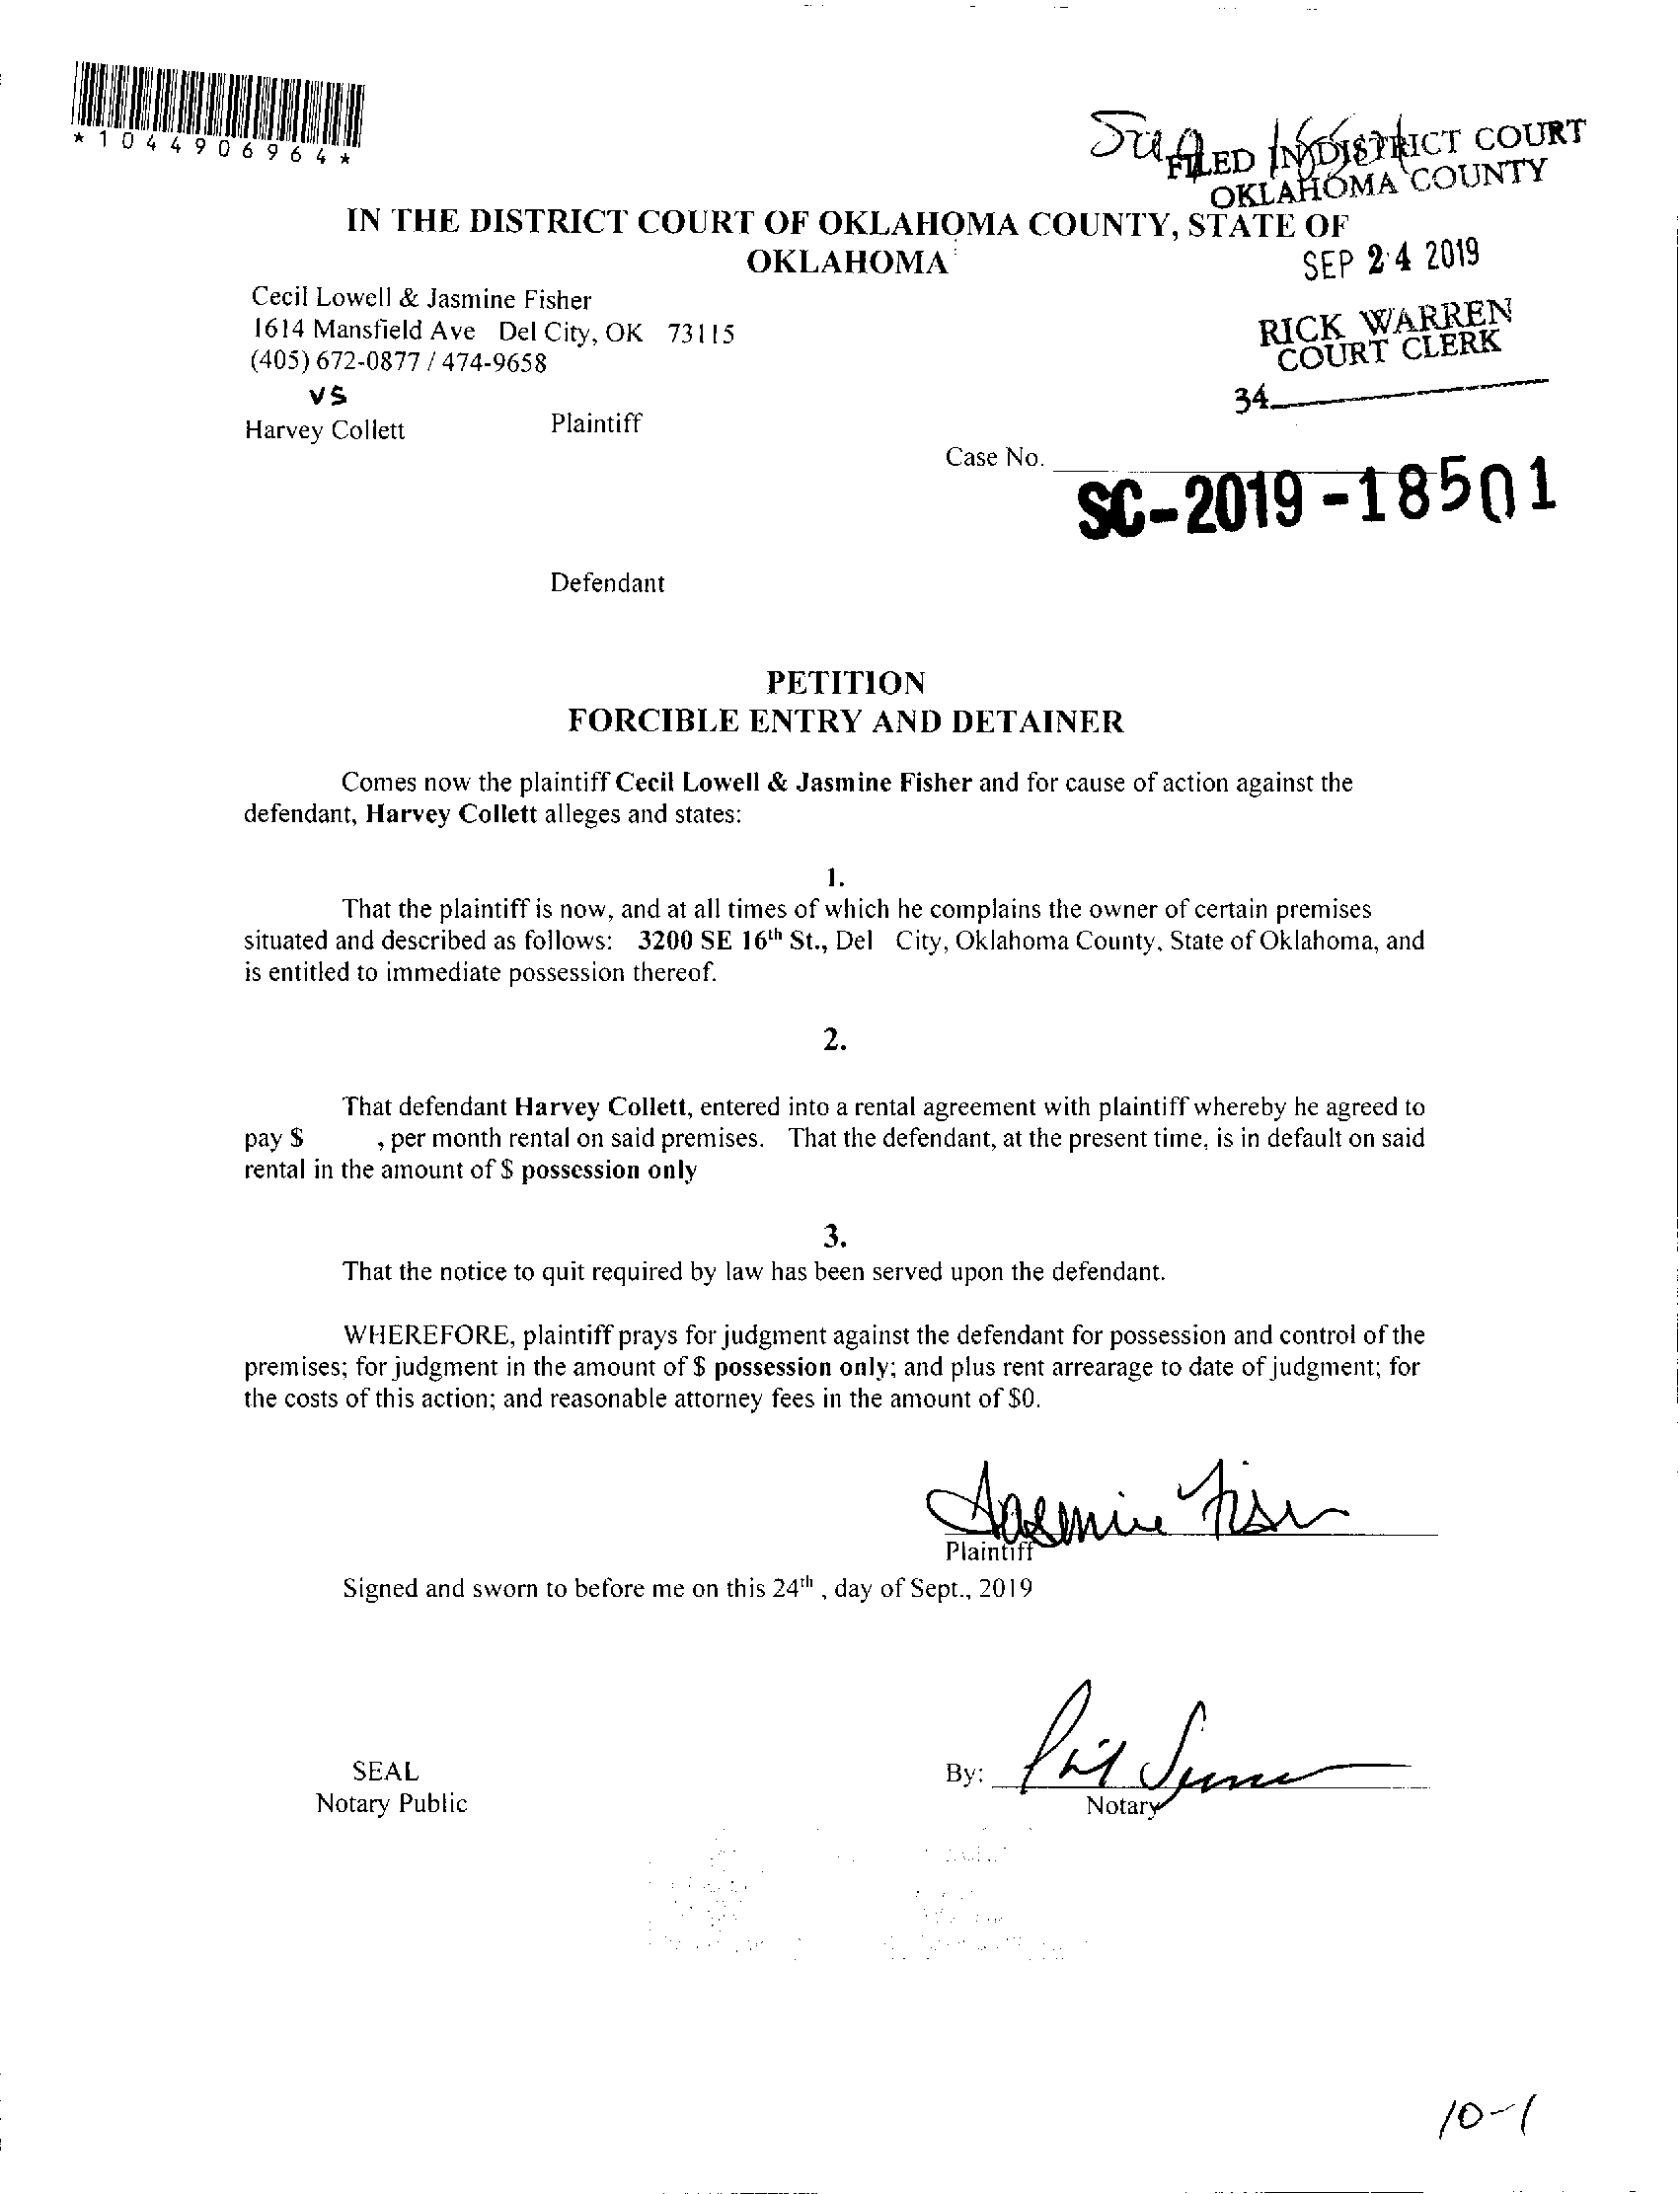 *1044906964*
FILED IN DISTRICT COURT
OKLAHOMA COUNTY
IN THE DISTRICT COURT OF OKLAHOMA COUNTY, STATE OF
OKLAHOMA
SEP 24 2019
Cecil Lowell & Jasmine Fisher
1614 Mansfield Ave Del City, OK 73115
(405) 672-0877 / 474-9658
RICK WARREN
COURT CLERK
34
vs
Harvey Collett Plaintiff
Case No.
SC-2019-18501
Defendant
PETITION
FORCIBLE ENTRY AND DETAINER
Comes now the plaintiff Cecil Lowell & Jasmine Fisher and for cause of action against the
defendant, Harvey Collett alleges and states:
1.
That the plaintiff is now, and at all times of which he complains the owner of certain premises
situated and described as follows: 3200 SE 16th St., Del City, Oklahoma County, State of Oklahoma, and
is entitled to immediate possession thereof.
2.
That defendant Harvey Collett, entered into a rental agreement with plaintiff whereby he agreed to
pay $ , per month rental on said premises. That the defendant, at the present time, is in default on said
rental in the amount of $ possession only
3.
That the notice to quit required by law has been served upon the defendant.
WHEREFORE, plaintiff prays for judgment against the defendant for possession and control of the
premises; for judgment in the amount of $ possession only; and plus rent arrearage to date of judgment; for
the costs of this action; and reasonable attorney fees in the amount of $0.
Jasmine Fisher
Plaintiff
Signed and sworn to before me on this 24th , day of Sept., 2019
SEAL
By:
Notary Public
Notary
10-1